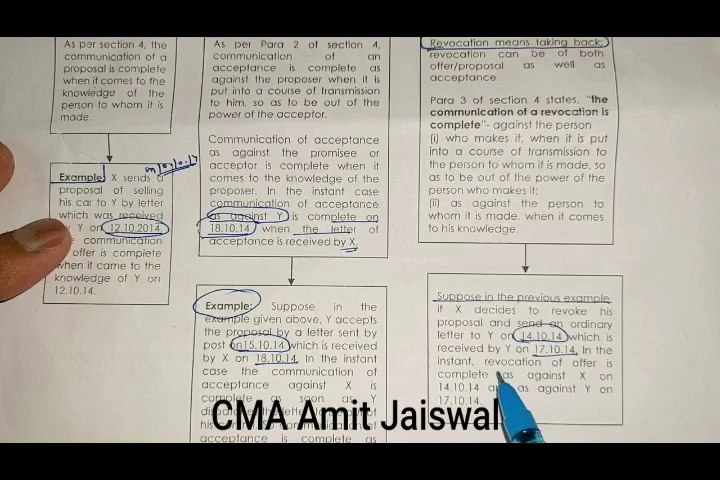 As per section 4, the
communication of a
proposal is complete
when it comes to the
knowledge of the
person to whom it is
made.
Example: X sends a
proposal of selling
his car to Y by letter
which was received
Y on 12.10.2014.
communication
offer is complete
when it came to the
knowledge of Y on
12.10.14.
As per Para 2 of section 4,
communication of an
acceptance is complete as
against the proposer when it is
put into a course of transmission
to him, so as to be out of the
power of the acceptor.
Communication of acceptance
as against the promisee or
acceptor is complete when it
comes to the knowledge of the
proposer. In the instant case
communication of acceptance
as against Y is complete on
18.10.14 when the letter of
acceptance is received by X.
Example: Suppose in the
example given above, Y accepts
the proposal by a letter sent by
post on 15.10.14 which is received
by X on 18.10.14. In the instant
case the communication of
acceptance against X is
complete as soon as Y
the letter
his
acceptance is complete as
Revocation means taking back;
revocation can be of both
offer/proposal as well as
acceptance.
Para 3 of section 4 states, "the
communication of a revocation is
complete"- against the person
(i) who makes it, when it is put
into a course of transmission to
the person to whom it is made, so
as to be out of the power of the
person who makes it;
(ii) as against the person to
whom it is made, when it comes
to his knowledge.
Suppose in the previous example
if X decides to revoke his
proposal and send an ordinary
letter to Y on 14.10.14 which is
received by Y on 17.10.14. In the
instant, revocation of offer is
complete as against X on
14.10.14 as against Y on
17.10.14.
CMA Amit Jaiswal